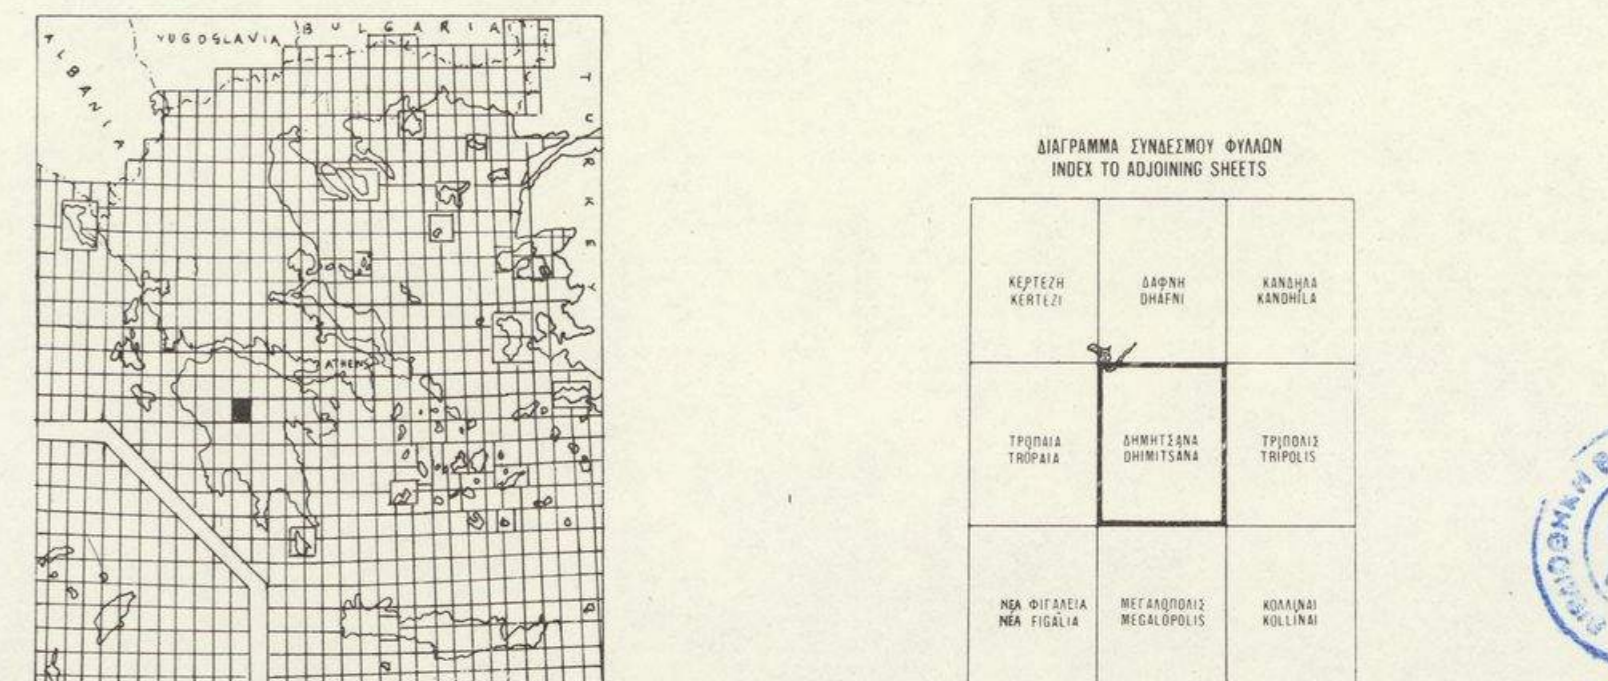 YUGOSLAVIA
BULGARIA
ALBANIA
TURKEY
ATHENS
ΔΙΑΓΡΑΜΜΑ ΣΥΝΔΕΣΜΟΥ ΦΥΛΛΩΝ
INDEX TO ADJOINING SHEETS
ΚΕΡΤΕΖΗ
KERTEZI
ΔΑΦΝΗ
DHAFNI
ΚΑΝΔΗΛΑ
KANDHILA
ΤΡΟΠΑΙΑ
TROPAIA
ΔΗΜΗΤΣΑΝΑ
DHIMITSANA
ΤΡΙΠΟΛΙΣ
TRIPOLIS
ΝΕΑ ΦΙΓΑΛΕΙΑ
NEA FIGALIA
ΜΕΓΑΛΟΠΟΛΙΣ
MEGALOPOLIS
ΚΟΛΛΙΝΑΙ
KOLLINAI